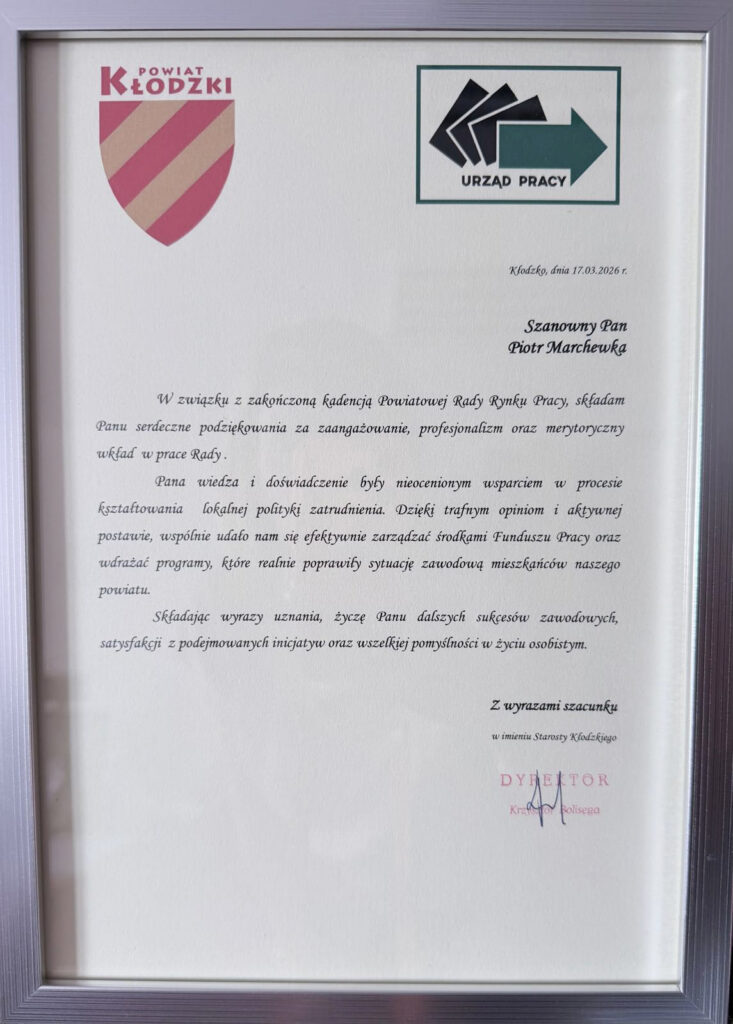 POWIAT
KŁODZKI
URZĄD PRACY
Kłodzko, dnia 17.03.2026 r.
Szanowny Pan
Piotr Marchewka
W związku z zakończoną kadencją Powiatowej Rady Rynku Pracy, składam
Panu serdeczne podziękowania za zaangażowanie, profesjonalizm oraz merytoryczny
wkład w prace Rady .
Pana wiedza i doświadczenie były nieocenionym wsparciem w procesie
kształtowania lokalnej polityki zatrudnienia. Dzięki trafnym opiniom i aktywnej
postawie, wspólnie udało nam się efektywnie zarządzać środkami Funduszu Pracy oraz
wdrażać programy, które realnie poprawiły sytuację zawodową mieszkańców naszego
powiatu.
Składając wyrazy uznania, życzę Panu dalszych sukcesów zawodowych,
satysfakcji z podejmowanych inicjatyw oraz wszelkiej pomyślności w życiu osobistym.
Z wyrazami szacunku
w imieniu Starosty Kłodzkiego
DYREKTOR
Krzysztof Bolisega